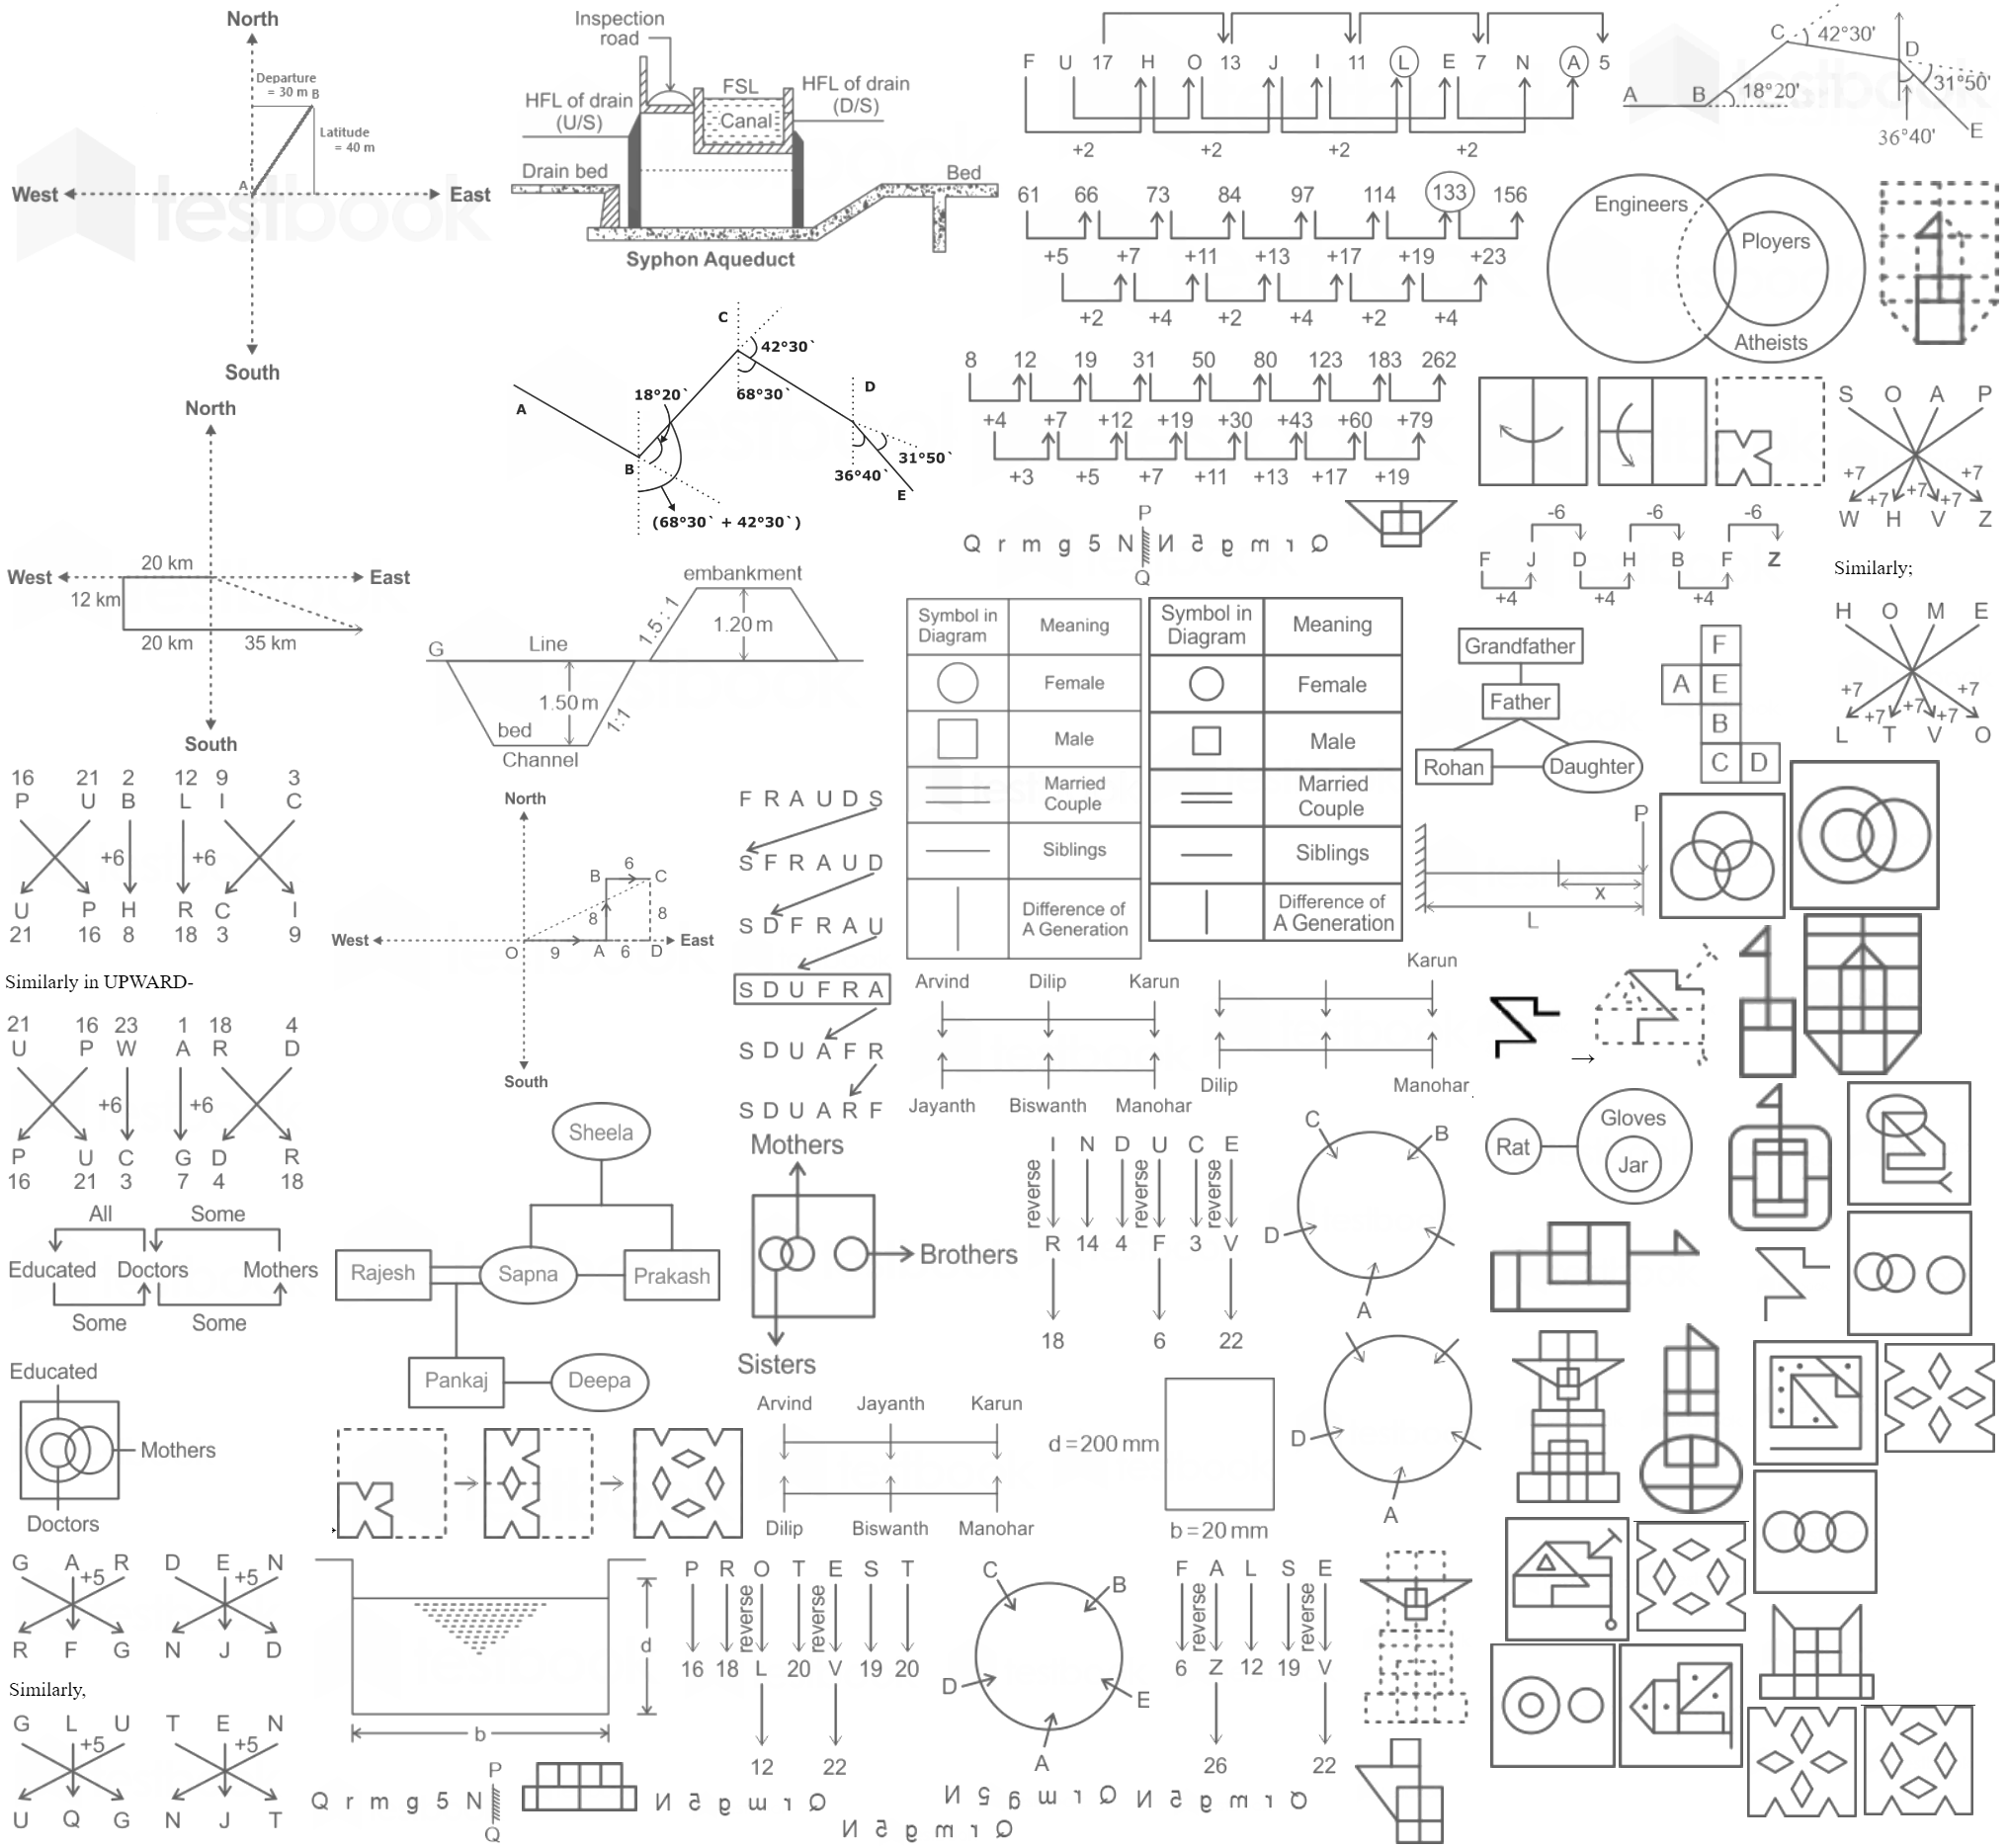 North
Departure
= 30 m B
Latitude
= 40 m
A
West
East
South
testbook
Inspection
road
HFL of drain
(U/S)
FSL
Canal
HFL of drain
(D/S)
Drain bed
Bed
Syphon Aqueduct
F U 17 H O 13 J I 11 L E 7 N A 5
+2 +2 +2 +2
61 66 73 84 97 114 133 156
+5 +7 +11 +13 +17 +19 +23
+2 +4 +2 +4 +2 +4
8 12 19 31 50 80 123 183 262
+4 +7 +12 +19 +30 +43 +60 +79
+3 +5 +7 +11 +13 +17 +19
A B C D E
18°20'
42°30'
31°50'
36°40'
Engineers
Ployers
Atheists
S O A P
+7 +7 +7 +7 +7
W H V Z
Similarly;
H O M E
+7 +7 +7 +7 +7
L T V O
-6 -6 -6
F J D H B F Z
+4 +4 +4
A
B
C
D
E
18°20`
42°30`
68°30`
31°50`
36°40`
(68°30` + 42°30`)
P
Q r m g 5 N
Q
North
20 km
West
East
12 km
20 km 35 km
South
embankment
1.5 : 1
1.20 m
G
Line
1.50 m
bed
1:1
Channel
Symbol in
Diagram
Meaning
Female
Male
Married
Couple
Siblings
Difference of
A Generation
Symbol in
Diagram
Meaning
Female
Male
Married
Couple
Siblings
Difference of
A Generation
Grandfather
Father
Rohan
Daughter
F
A E
B
C D
P
x
L
16 21 2 12 9 3
P U B L I C
+6 +6
U P H R C I
21 16 8 18 3 9
Similarly in UPWARD-
21 16 23 1 18 4
U P W A R D
+6 +6
P U C G D R
16 21 3 7 4 18
North
B 6 C
8 8
West
East
O 9 A 6 D
South
F R A U D S
S F R A U D
S D F R A U
S D U F R A
S D U A F R
S D U A R F
Arvind Dilip Karun
Jayanth Biswanth Manohar
Karun
Dilip
Manohar
All Some
Educated Doctors Mothers
Some Some
Sheela
Rajesh
Sapna
Prakash
Pankaj
Deepa
Mothers
Brothers
Sisters
I N D U C E
reverse reverse reverse
R 14 4 F 3 V
18 6 22
C
B
D
A
Rat
Gloves
Jar
Educated
Mothers
Doctors
Arvind Jayanth Karun
Dilip Biswanth Manohar
d = 200 mm
b = 20 mm
D
A
G A R D E N
+5 +5
R F G N J D
Similarly,
G L U T E N
+5 +5
U Q G N J T
d
b
P R O T E S T
reverse reverse
16 18 L 20 V 19 20
12 22
C
B
D
E
A
F A L S E
reverse reverse
6 Z 12 19 V
26 22
P
Q r m g 5 N
Q